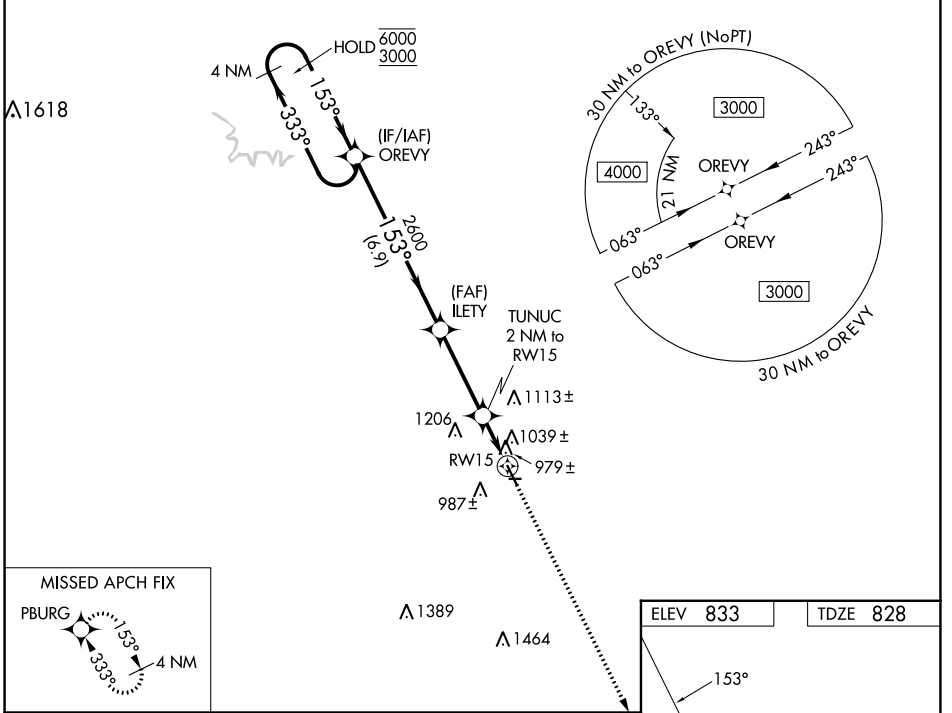 HOLD 6000
3000
4 NM
153°
333°
(IF/IAF)
OREVY
1618
2600
153°
(6.9)
(FAF)
ILETY
TUNUC
2 NM to
RW15
1113±
1206
1039±
RW15
979±
987±
1389
1464
30 NM to OREVY (NoPT)
133°
3000
4000
21 NM
OREVY
243°
063°
243°
OREVY
063°
3000
30 NM to OREVY
MISSED APCH FIX
PBURG
153°
333°
4 NM
ELEV 833
TDZE 828
153°